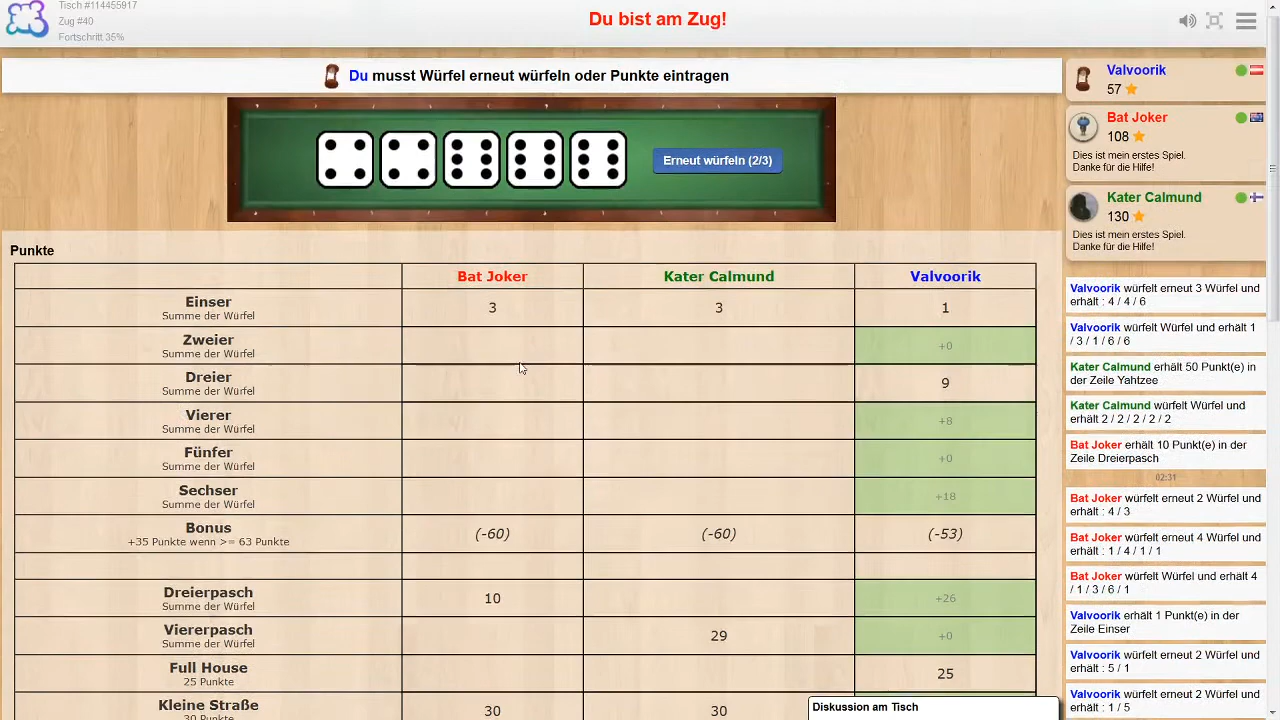 Tisch #114455917
Zug #40
Fortschritt 35%
Du bist am Zug!
Du musst Würfel erneut würfeln oder Punkte eintragen
Erneut würfeln (2/3)
Punkte
Bat Joker Kater Calmund Valvoorik
Einser
Summe der Würfel
3 3 1
Zweier
Summe der Würfel
+0
Dreier
Summe der Würfel
9
Vierer
Summe der Würfel
+8
Fünfer
Summe der Würfel
+0
Sechser
Summe der Würfel
+18
Bonus
+35 Punkte wenn >= 63 Punkte
(-60) (-60) (-53)
Dreierpasch
Summe der Würfel
10 +26
Viererpasch
Summe der Würfel
29 +0
Full House
25 Punkte
25
Kleine Straße
30 Punkte
30 30
Valvoorik
57
Bat Joker
108
Dies ist mein erstes Spiel.
Danke für die Hilfe!
Kater Calmund
130
Dies ist mein erstes Spiel.
Danke für die Hilfe!
Valvoorik würfelt erneut 3 Würfel und
erhält : 4 / 4 / 6
Valvoorik würfelt Würfel und erhält 1
/ 3 / 1 / 6 / 6
Kater Calmund erhält 50 Punkt(e) in
der Zeile Yahtzee
Kater Calmund würfelt Würfel und
erhält 2 / 2 / 2 / 2 / 2
Bat Joker erhält 10 Punkt(e) in der
Zeile Dreierpasch
02:31
Bat Joker würfelt erneut 2 Würfel und
erhält : 4 / 3
Bat Joker würfelt erneut 4 Würfel und
erhält : 1 / 4 / 1 / 1
Bat Joker würfelt Würfel und erhält 4
/ 1 / 3 / 6 / 1
Valvoorik erhält 1 Punkt(e) in der
Zeile Einser
Valvoorik würfelt erneut 2 Würfel und
erhält : 5 / 1
Valvoorik würfelt erneut 2 Würfel und
erhält : 1 / 5
Diskussion am Tisch